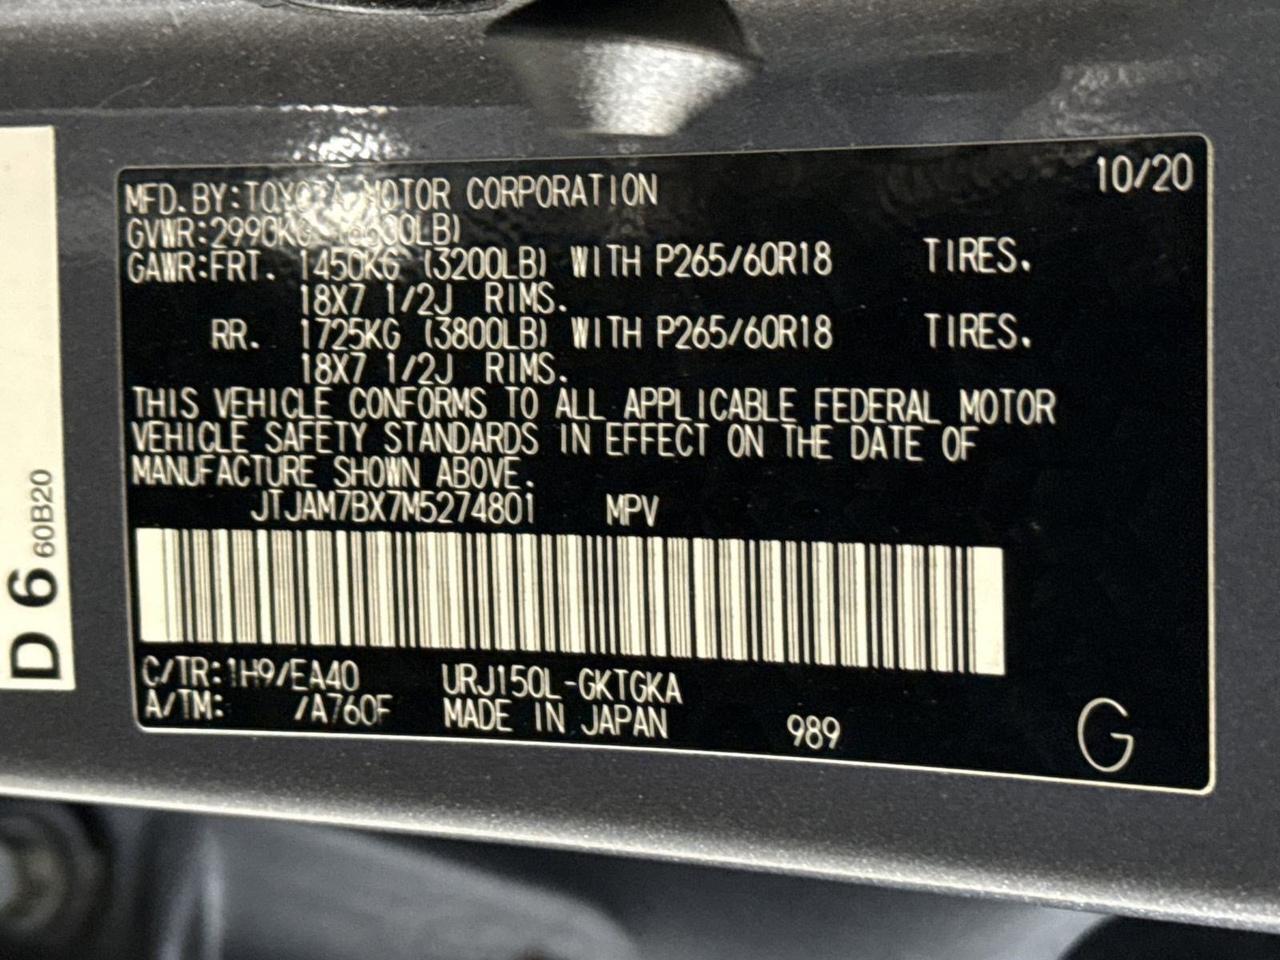 10/20
MFD. BY: TOYOTA MOTOR CORPORATION
GVWR: 2990KG (6600LB)
GAWR: FRT. 1450KG (3200LB) WITH P265/60R18 TIRES.
18X7 1/2J RIMS.
RR. 1725KG (3800LB) WITH P265/60R18 TIRES.
18X7 1/2J RIMS.
THIS VEHICLE CONFORMS TO ALL APPLICABLE FEDERAL MOTOR
VEHICLE SAFETY STANDARDS IN EFFECT ON THE DATE OF
MANUFACTURE SHOWN ABOVE.
JTJAM7BX7M5274801 MPV
C/TR: 1H9/EA40 URJ150L-GKTGKA
A/TM: /A760F MADE IN JAPAN 989 G
D 6 60B20